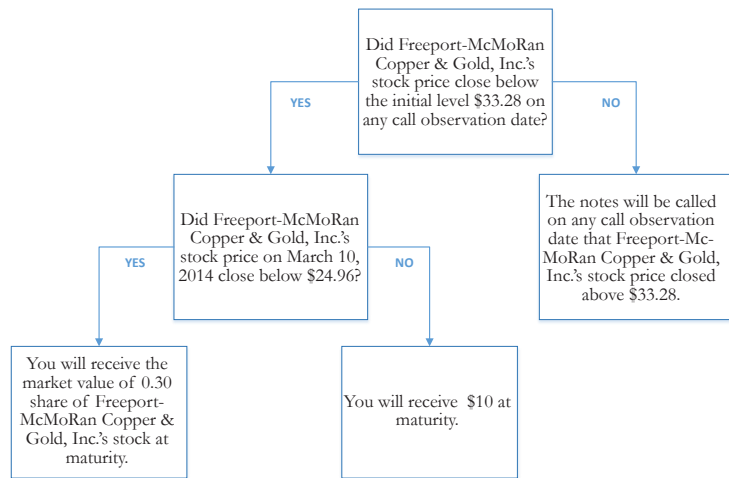 Did Freeport-McMoRan
Copper & Gold, Inc.'s
stock price close below
the initial level $33.28 on
any call observation date?
YES
NO
Did Freeport-McMoRan
Copper & Gold, Inc.'s
stock price on March 10,
2014 close below $24.96?
The notes will be called
on any call observation
date that Freeport-Mc-
MoRan Copper & Gold,
Inc.'s stock price closed
above $33.28.
YES
NO
You will receive the
market value of 0.30
share of Freeport-
McMoRan Copper &
Gold, Inc.'s stock at
maturity.
You will receive $10 at
maturity.